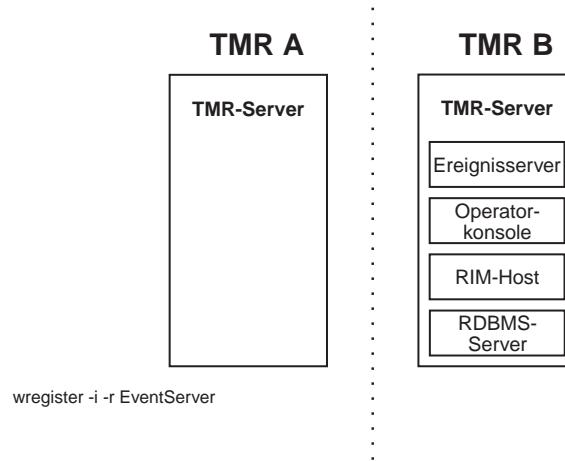 TMR A
TMR B
TMR-Server
TMR-Server
Ereignisserver
Operator-
konsole
RIM-Host
RDBMS-
Server
wregister -i -r EventServer